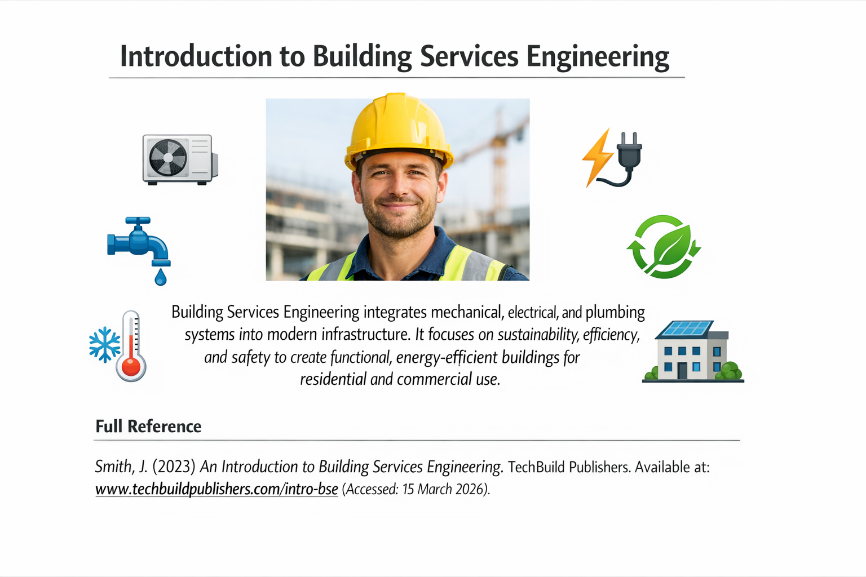 Introduction to Building Services Engineering
Building Services Engineering integrates mechanical, electrical, and plumbing
systems into modern infrastructure. It focuses on sustainability, efficiency,
and safety to create functional, energy-efficient buildings for
residential and commercial use.
Full Reference
Smith, J. (2023) An Introduction to Building Services Engineering. TechBuild Publishers. Available at:
www.techbuildpublishers.com/intro-bse (Accessed: 15 March 2026).